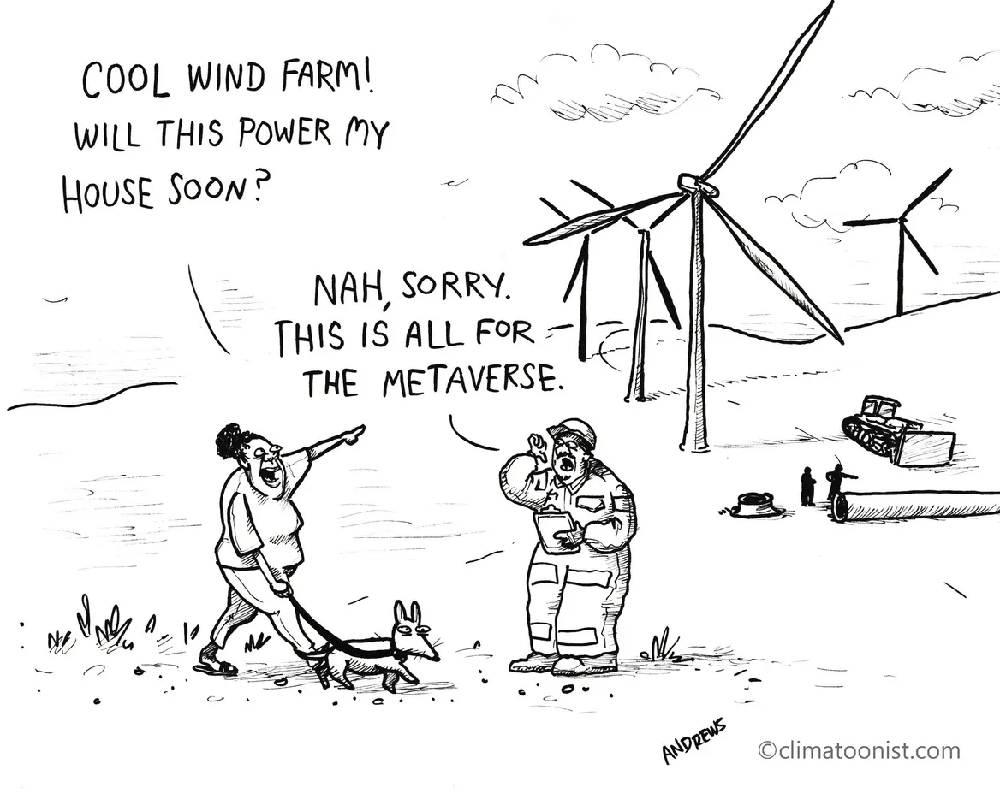 COOL WIND FARM!
WILL THIS POWER MY
HOUSE SOON?
NAH, SORRY.
THIS IS ALL FOR
THE METAVERSE.
ANDREWS
©climatoonist.com